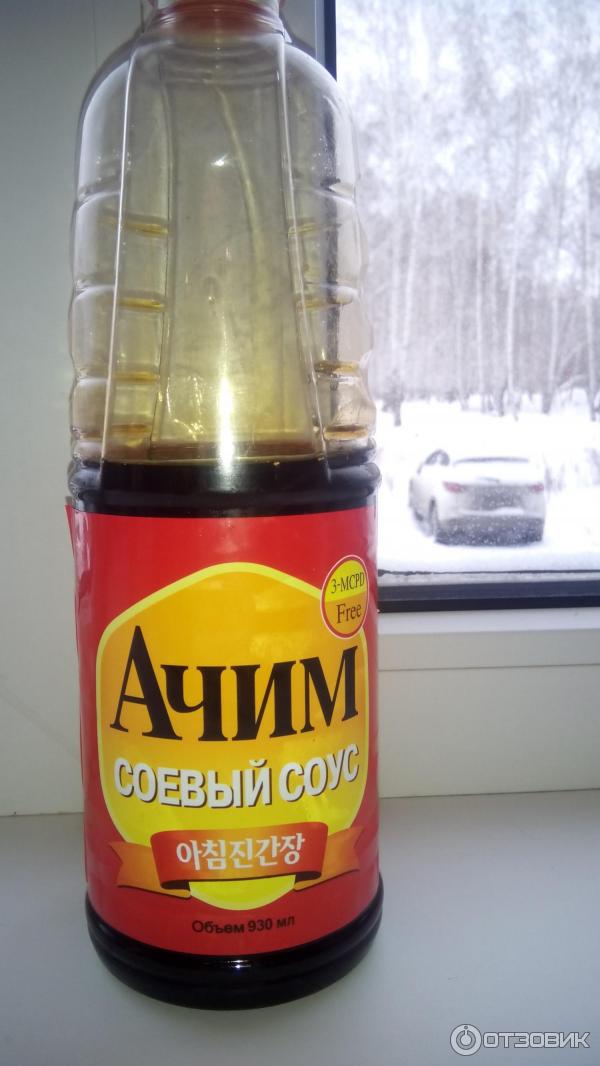 3-MCPD
Free
Ачим
СОЕВЫЙ СОУС
아침진간장
Объем 930 мл
ОТЗОВИК